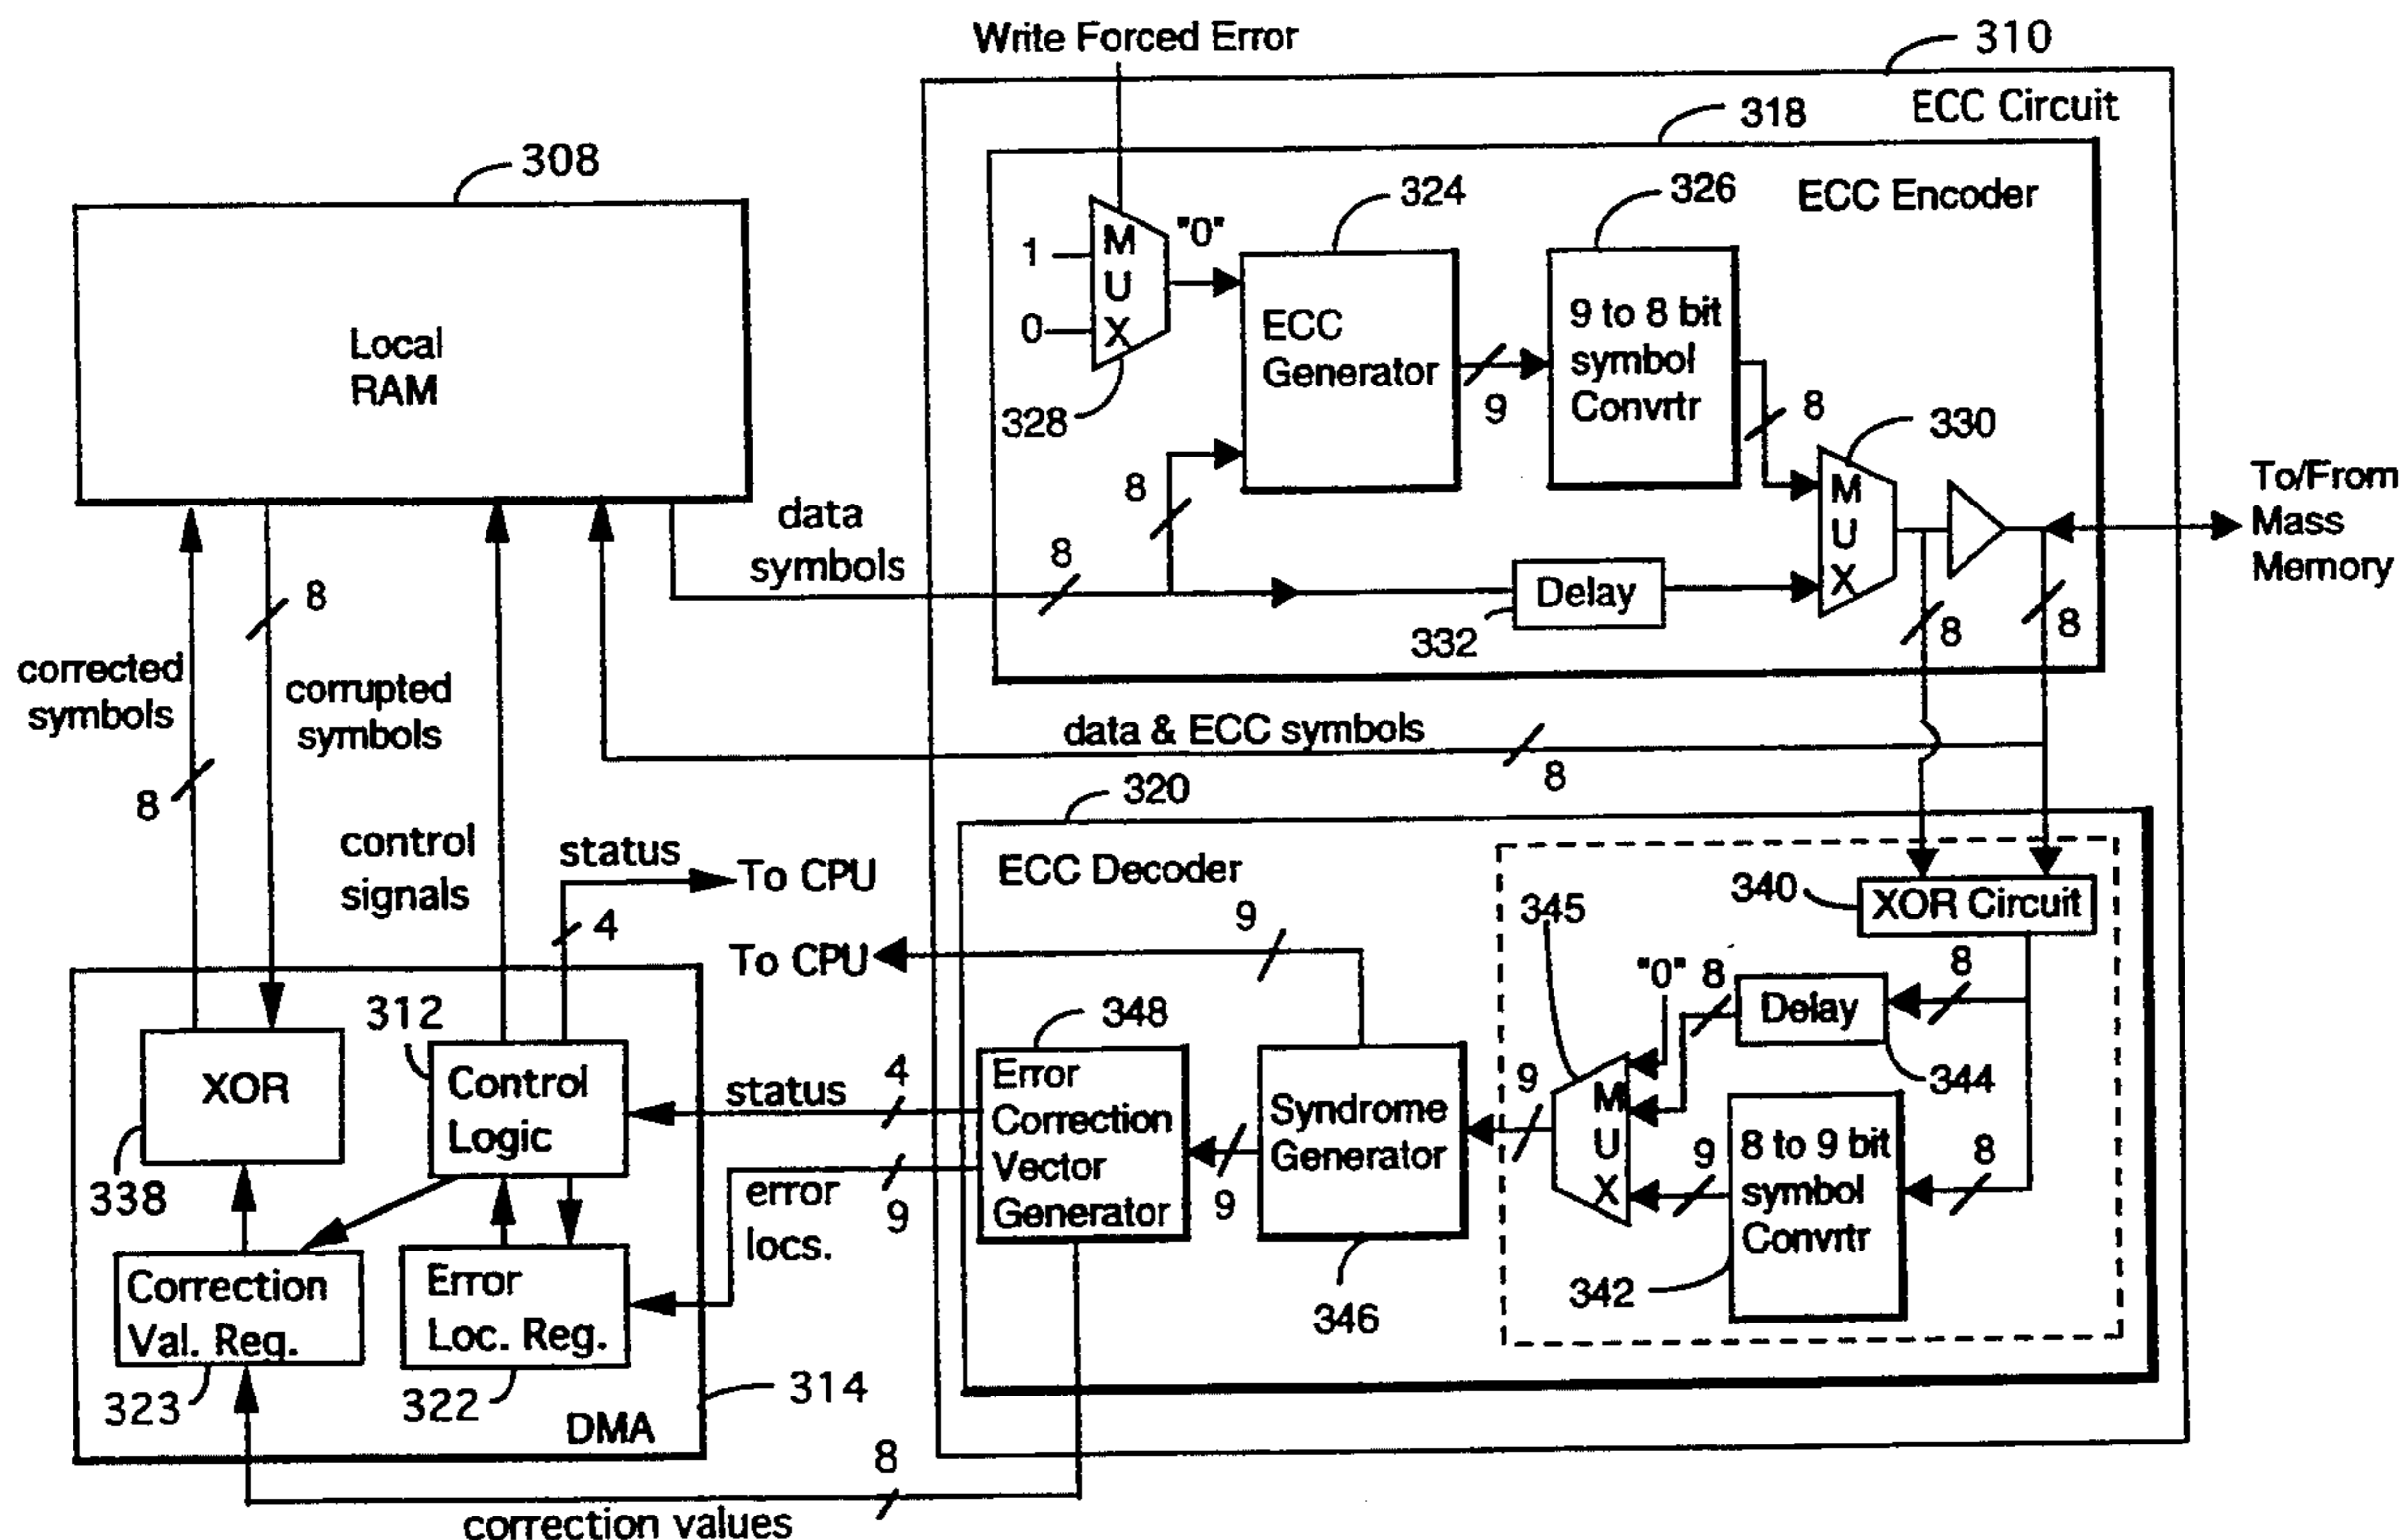 Write Forced Error
310
ECC Circuit
318
ECC Encoder
308
Local
RAM
324
326
"0"
1
0
M
U
X
328
ECC
Generator
9
9 to 8 bit
symbol
Convrtr
8
330
M
U
X
To/From
Mass
Memory
data
symbols
8
8
Delay
332
8
8
corrected
symbols
8
8
corrupted
symbols
data & ECC symbols
8
control
signals
status
To CPU
4
320
ECC Decoder
9
To CPU
345
340
XOR Circuit
"0"
8
Delay
8
344
M
U
X
9
9
8 to 9 bit
symbol
Convrtr
8
342
Syndrome
Generator
346
9
348
Error
Correction
Vector
Generator
status
4
error
locs.
9
312
Control
Logic
XOR
338
Correction
Val. Reg.
323
Error
Loc. Reg.
322
DMA
314
8
correction values